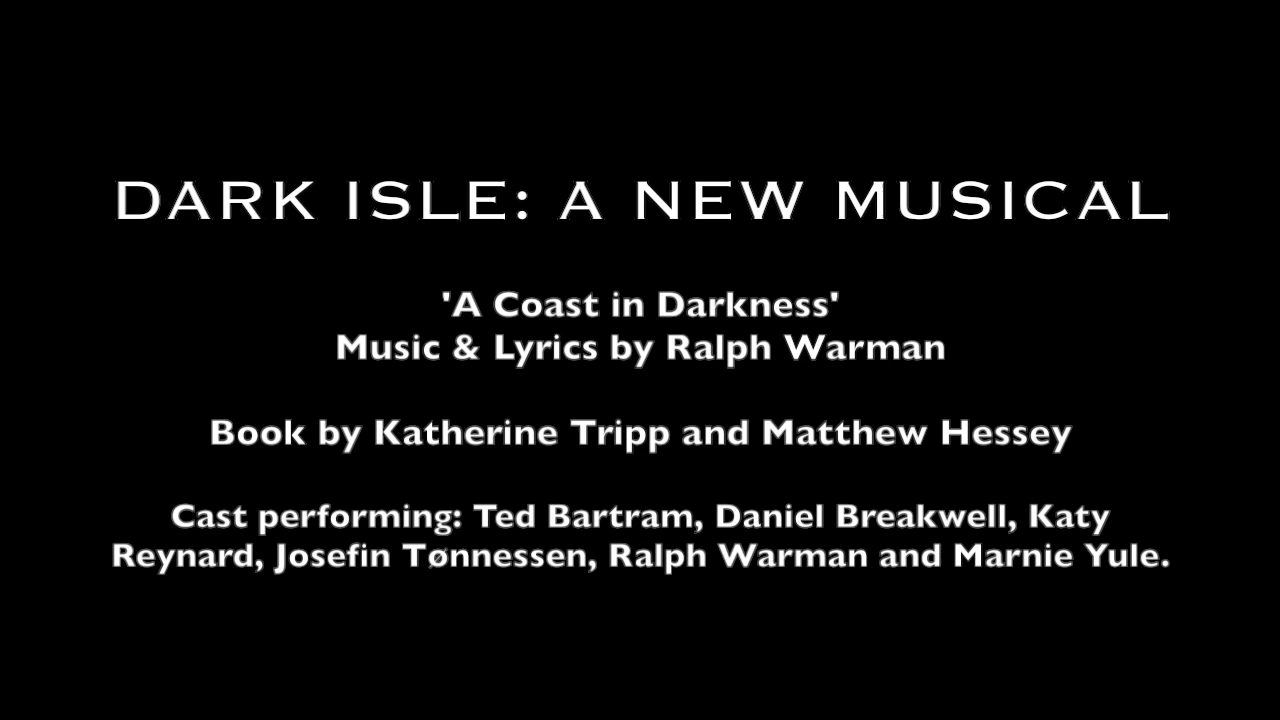 DARK ISLE: A NEW MUSICAL
'A Coast in Darkness'
Music & Lyrics by Ralph Warman
Book by Katherine Tripp and Matthew Hessey
Cast performing: Ted Bartram, Daniel Breakwell, Katy
Reynard, Josefin Tønnessen, Ralph Warman and Marnie Yule.